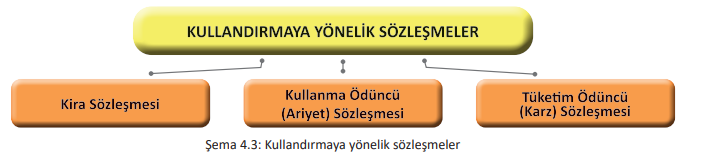 KULLANDIRMAYA YÖNELİK SÖZLEŞMELER
Kira Sözleşmesi
Kullanma Ödüncü
(Ariyet) Sözleşmesi
Tüketim Ödüncü
(Karz) Sözleşmesi
Şema 4.3: Kullandırmaya yönelik sözleşmeler